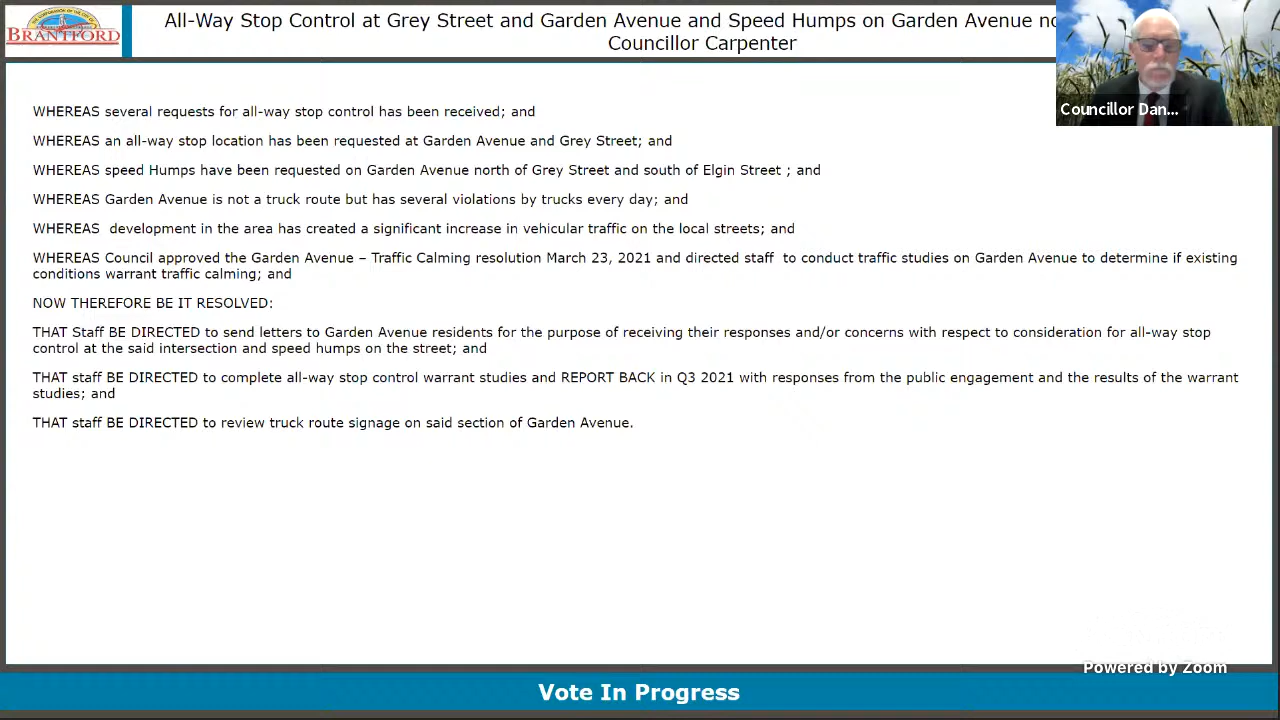 BRANTFORD
All-Way Stop Control at Grey Street and Garden Avenue and Speed Humps on Garden Avenue no
Councillor Carpenter
Councillor Dan...
WHEREAS several requests for all-way stop control has been received; and
WHEREAS an all-way stop location has been requested at Garden Avenue and Grey Street; and
WHEREAS speed Humps have been requested on Garden Avenue north of Grey Street and south of Elgin Street ; and
WHEREAS Garden Avenue is not a truck route but has several violations by trucks every day; and
WHEREAS  development in the area has created a significant increase in vehicular traffic on the local streets; and
WHEREAS Council approved the Garden Avenue – Traffic Calming resolution March 23, 2021 and directed staff  to conduct traffic studies on Garden Avenue to determine if existing
conditions warrant traffic calming; and
NOW THEREFORE BE IT RESOLVED:
THAT Staff BE DIRECTED to send letters to Garden Avenue residents for the purpose of receiving their responses and/or concerns with respect to consideration for all-way stop
control at the said intersection and speed humps on the street; and
THAT staff BE DIRECTED to complete all-way stop control warrant studies and REPORT BACK in Q3 2021 with responses from the public engagement and the results of the warrant
studies; and
THAT staff BE DIRECTED to review truck route signage on said section of Garden Avenue.
Powered by Zoom
Vote In Progress